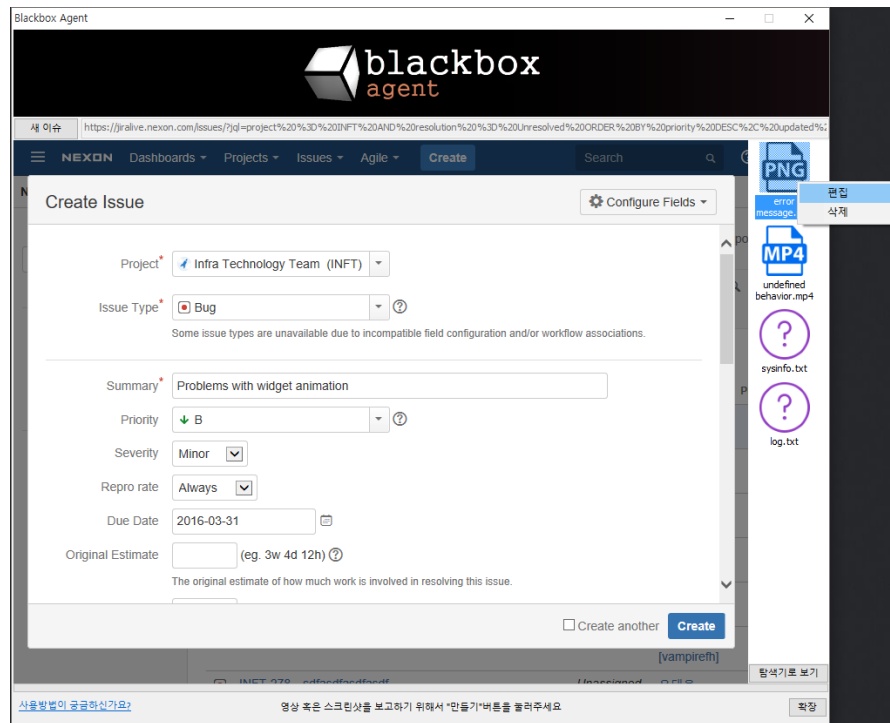 Blackbox Agent
blackbox
agent
새 이슈 https://jiralive.nexon.com/issues/?jql=project%20%3D%20INFT%20AND%20resolution%20%3D%20Unresolved%20ORDER%20BY%20priority%20DESC%2C%20updated%2
NEXON Dashboards Projects Issues Agile Create Search
Create Issue
Configure Fields
Project* Infra Technology Team (INFT)
Issue Type* Bug
Some issue types are unavailable due to incompatible field configuration and/or workflow associations.
Summary* Problems with widget animation
Priority B
Severity Minor
Repro rate Always
Due Date 2016-03-31
Original Estimate (eg. 3w 4d 12h)
The original estimate of how much work is involved in resolving this issue.
Create another Create
[vampirefh]
INFT-278 sdfasdfasdfasdf Unassigned
PNG
error
message.
편집
삭제
MP4
undefined
behavior.mp4
sysinfo.txt
log.txt
탐색기로 보기
사용방법이 궁금하신가요?
영상 혹은 스크린샷을 보고하기 위해서 "만들기"버튼을 눌러주세요
확장